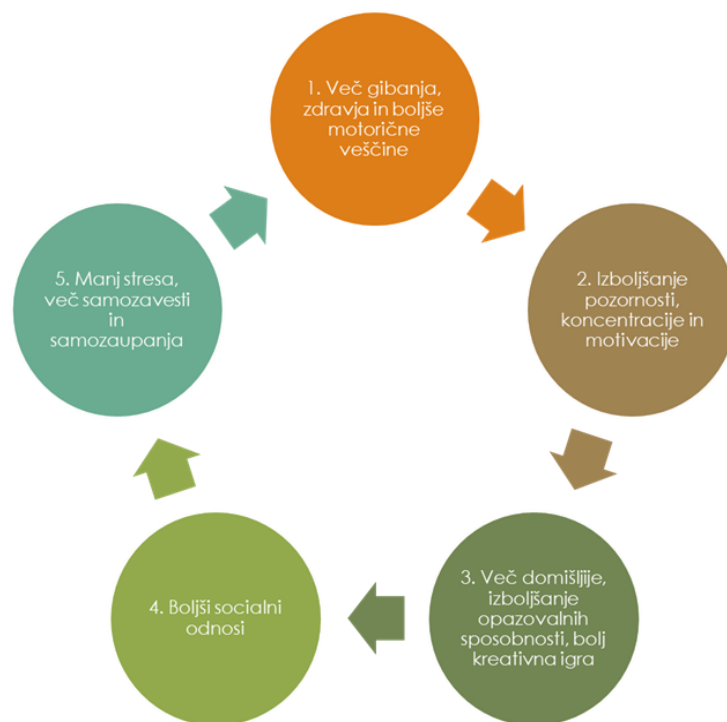 1. Več gibanja,
zdravja in boljše
motorične
veščine
2. Izboljšanje
pozornosti,
koncentracije in
motivacije
3. Več domišljije,
izboljšanje
opazovalnih
sposobnosti, bolj
kreativna igra
4. Boljši socialni
odnosi
5. Manj stresa,
več samozavesti
in
samozaupanja